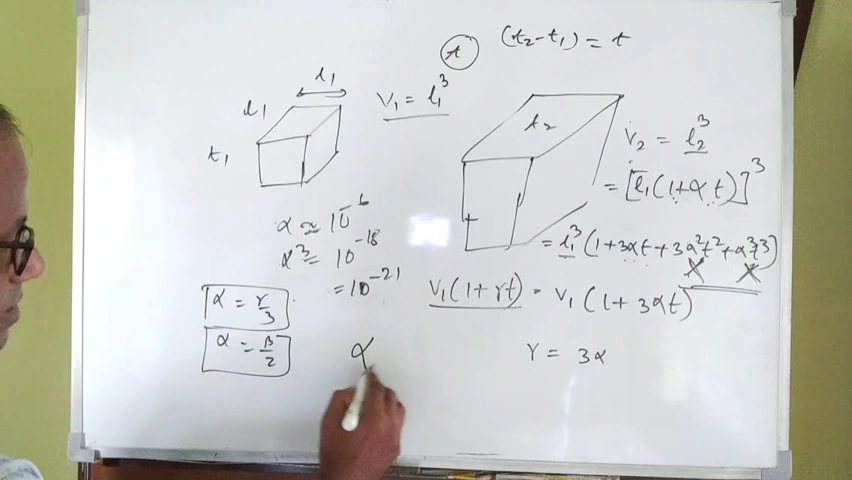 t
(t₂-t₁) = t
l₁
l₁
t₁
V₁ = l₁³
t₂
V₂ = l₂³
= [l₁(1+αt)]³
= l₁³ (1+3αt+3α²t²+α³t³)
V₁(1+γt) = V₁(1+3αt)
γ = 3α
α ≈ 10⁻⁶
α³ = 10⁻¹⁸
= 10⁻²¹
α = γ/3
α = β/2
α